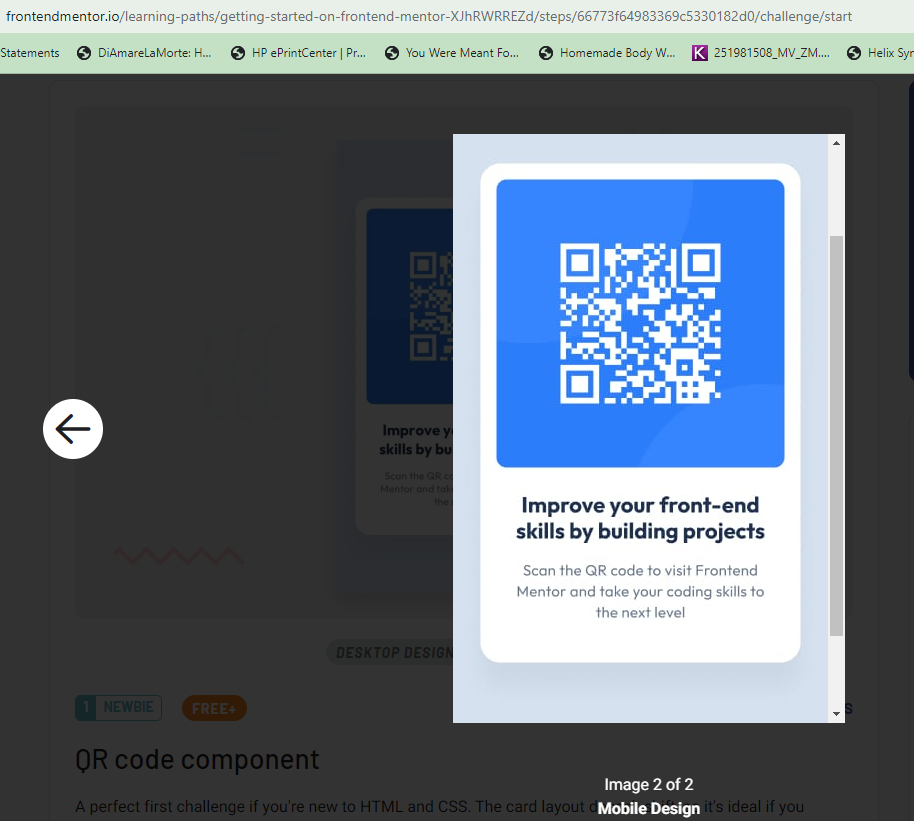 frontendmentor.io/learning-paths/getting-started-on-frontend-mentor-XJhRWRREZd/steps/66773f64983369c5330182d0/challenge/start
Statements DiAmareLaMorte: H... HP ePrintCenter | Pr... You Were Meant Fo... Homemade Body W... K 251981508_MV_ZM.... Helix Syn
Improve y
skills by bu
Scan the QR co
Mentor and take
the
Improve your front-end
skills by building projects
Scan the QR code to visit Frontend
Mentor and take your coding skills to
the next level
DESKTOP DESIGN
1 NEWBIE FREE+ S
QR code component
A perfect first challenge if you're new to HTML and CSS. The card layout d it's ideal if you
Image 2 of 2
Mobile Design